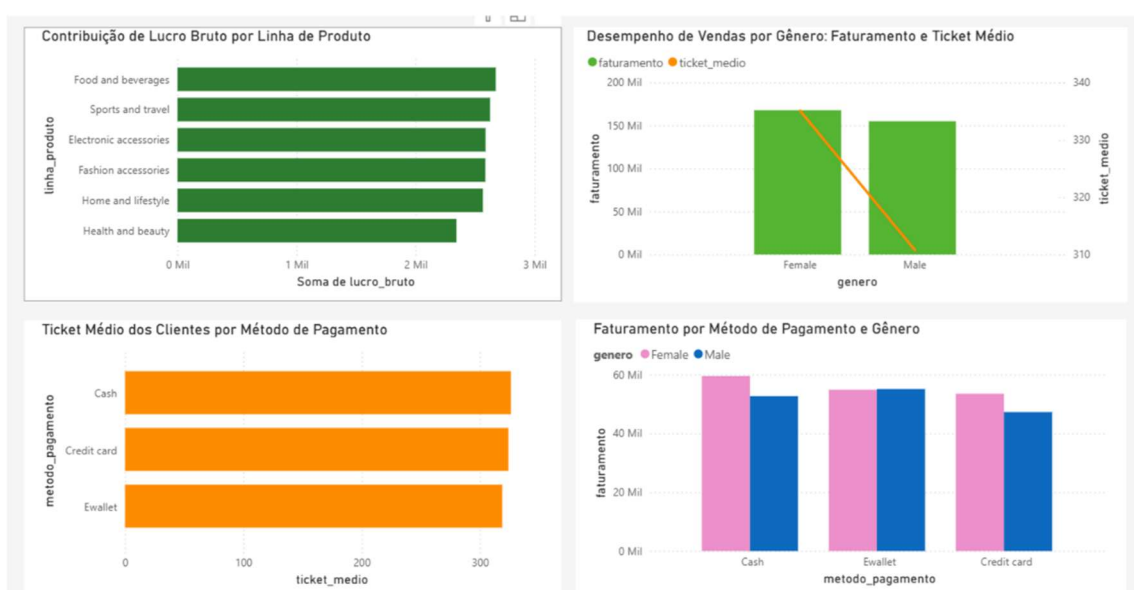 Contribuição de Lucro Bruto por Linha de Produto
linha_produto
Food and beverages
Sports and travel
Electronic accessories
Fashion accessories
Home and lifestyle
Health and beauty
0 Mil 1 Mil 2 Mil 3 Mil
Soma de lucro_bruto
Desempenho de Vendas por Gênero: Faturamento e Ticket Médio
faturamento ticket_medio
faturamento
200 Mil
150 Mil
100 Mil
50 Mil
0 Mil
340
330
320
310
ticket_medio
Female Male
genero
Ticket Médio dos Clientes por Método de Pagamento
metodo_pagamento
Cash
Credit card
Ewallet
0 100 200 300
ticket_medio
Faturamento por Método de Pagamento e Gênero
genero Female Male
faturamento
60 Mil
40 Mil
20 Mil
0 Mil
Cash Ewallet Credit card
metodo_pagamento